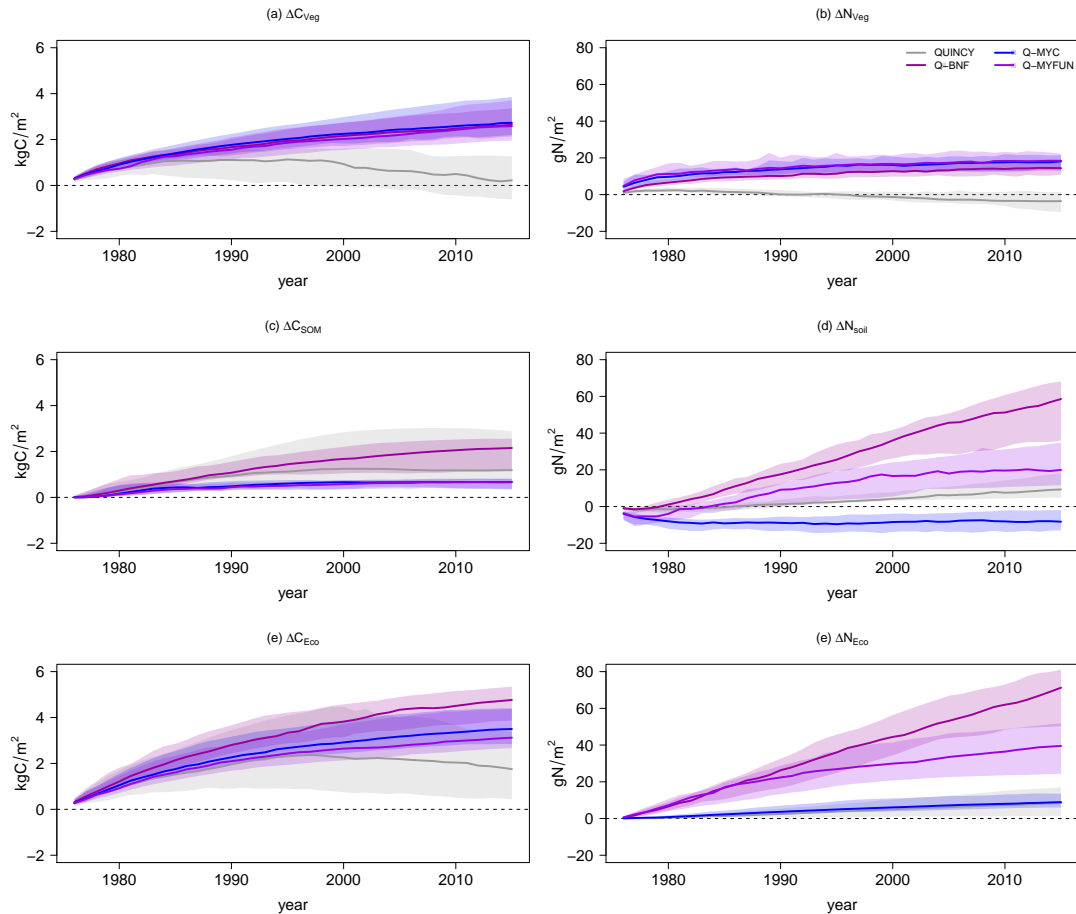 (a) ΔC_Veg
kgC/m²
6
4
2
0
−2
1980 1990 2000 2010
year
(b) ΔN_Veg
QUINCY Q−MYC
Q−BNF Q−MYFUN
gN/m²
80
60
40
20
0
−20
1980 1990 2000 2010
year
(c) ΔC_SOM
kgC/m²
6
4
2
0
−2
1980 1990 2000 2010
year
(d) ΔN_soil
gN/m²
80
60
40
20
0
−20
1980 1990 2000 2010
year
(e) ΔC_Eco
kgC/m²
6
4
2
0
−2
1980 1990 2000 2010
year
(e) ΔN_Eco
gN/m²
80
60
40
20
0
−20
1980 1990 2000 2010
year